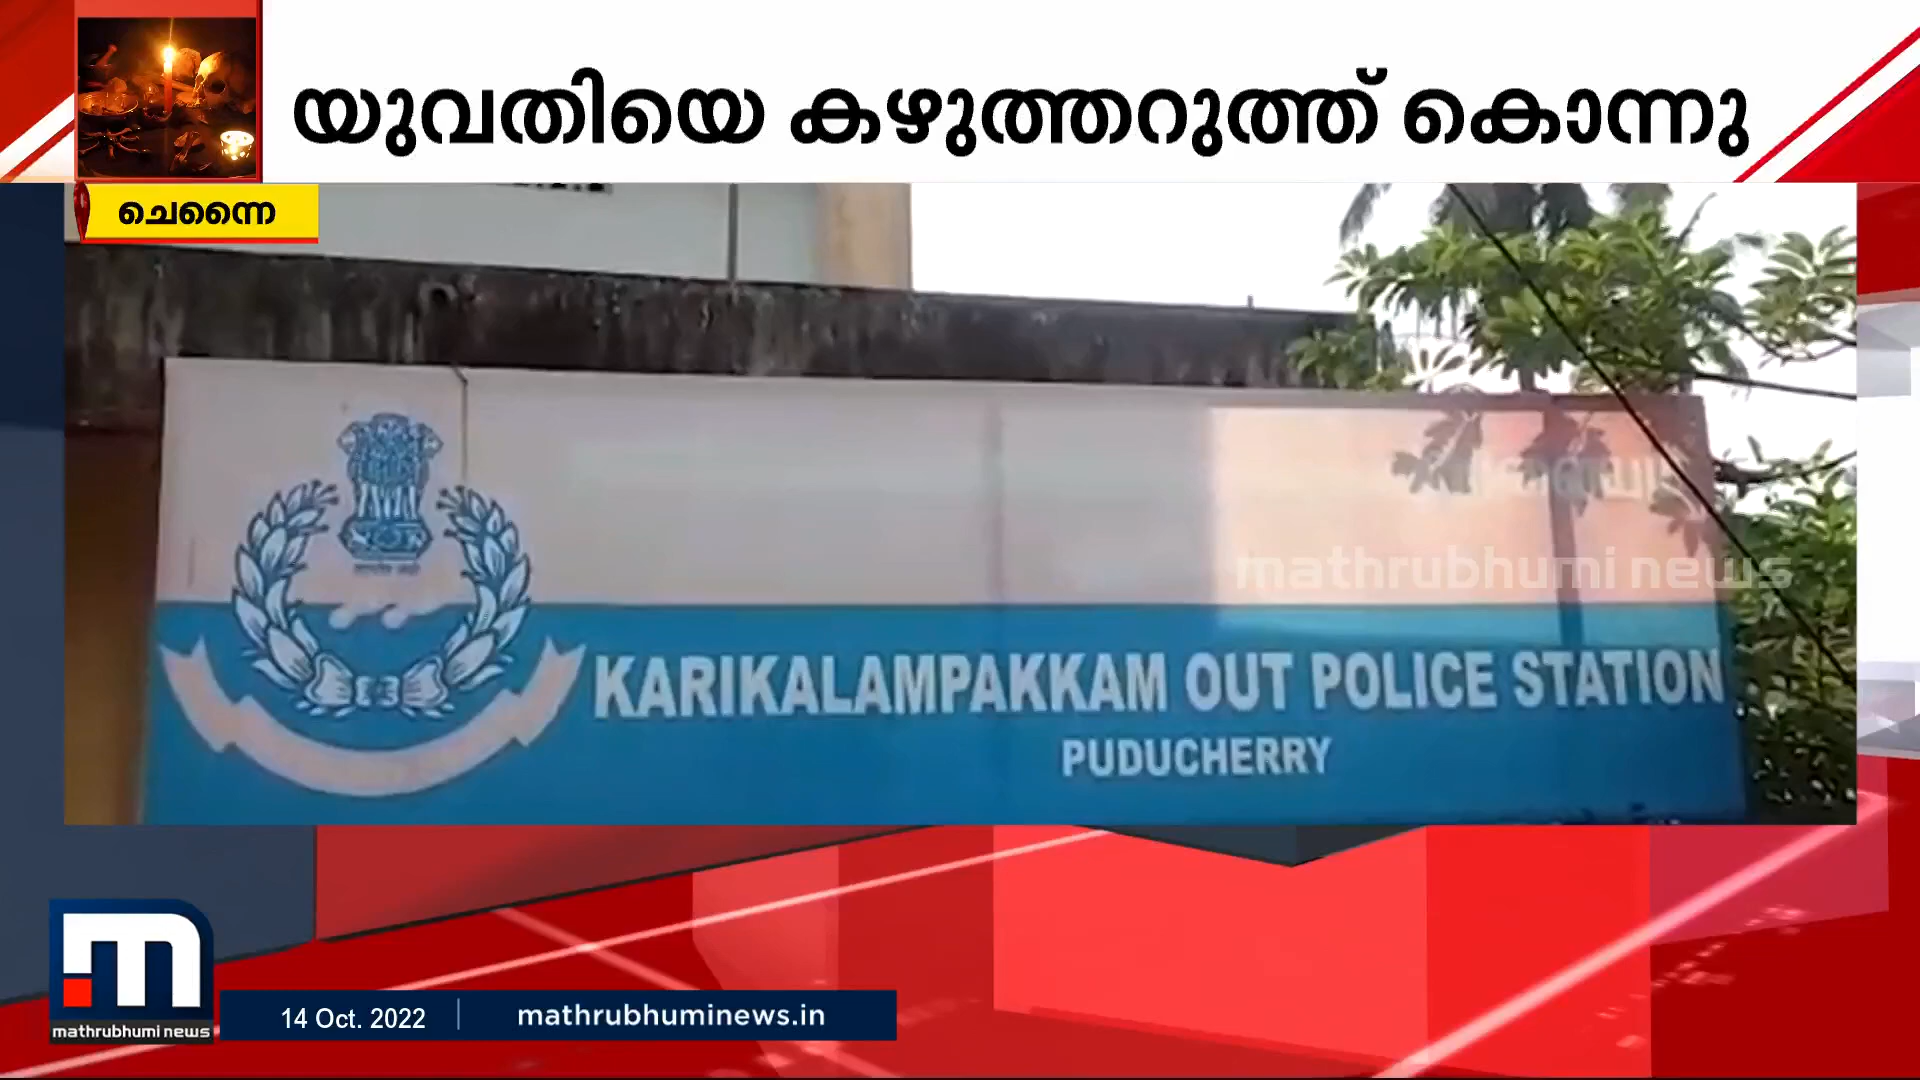 യുവതിയെ കഴുത്തറുത്ത് കൊന്നു
ചെന്നൈ
mathrubhumi news
KARIKALAMPAKKAM OUT POLICE STATION
PUDUCHERRY
mathrubhumi news
14 Oct. 2022
mathrubhuminews.in